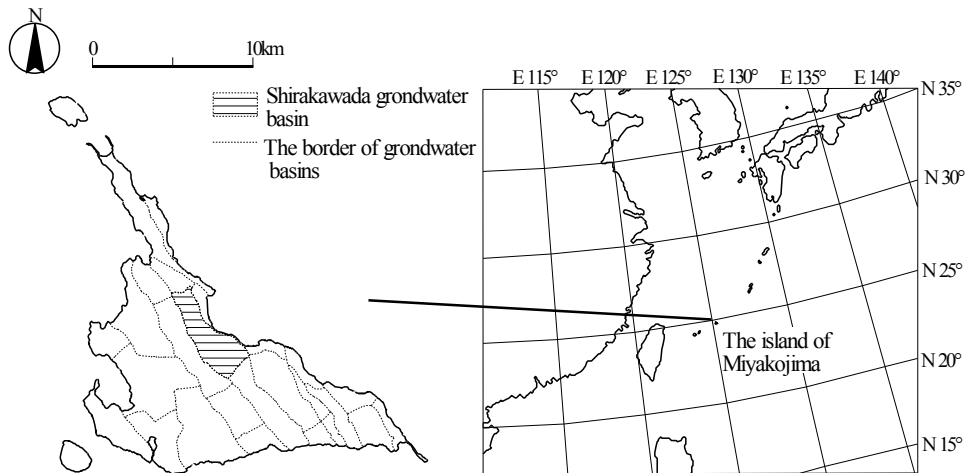 N
0 10km
Shirakawada grondwater
basin
The border of grondwater
basins
E 115° E 120° E 125° E 130° E 135° E 140°
N 35°
N 30°
N 25°
N 20°
N 15°
The island of
Miyakojima